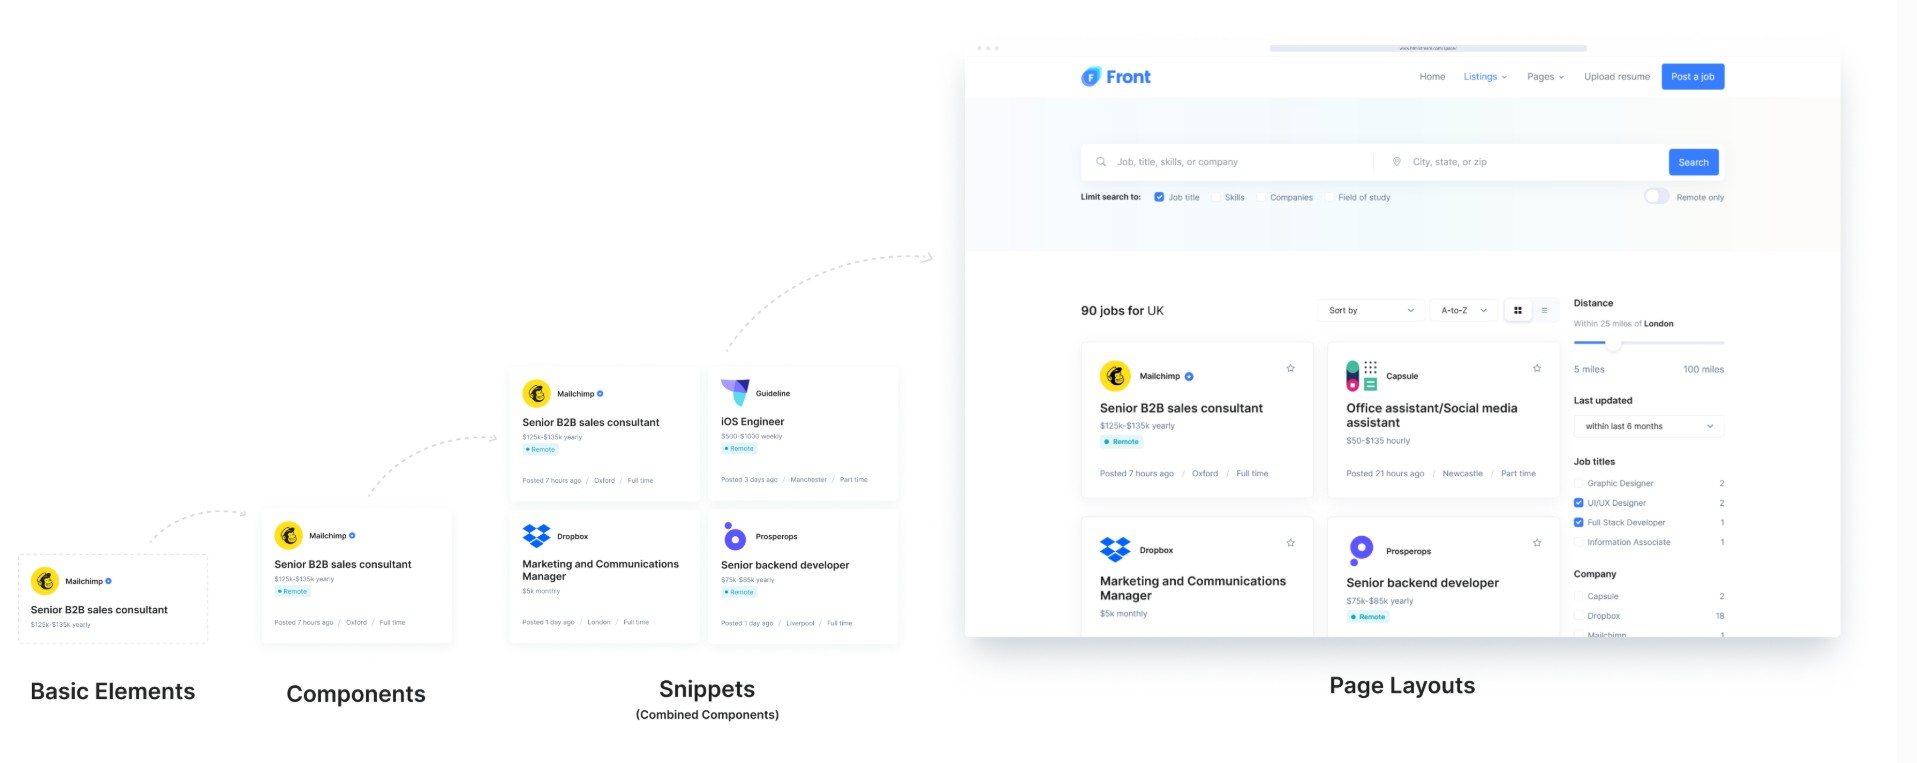 Mailchimp
Senior B2B sales consultant
$125k-$135k yearly
Basic Elements
Mailchimp
Senior B2B sales consultant
$125k-$135k yearly
Remote
Posted 7 hours ago / Oxford / Full time
Components
Mailchimp
Senior B2B sales consultant
$125k-$135k yearly
Remote
Posted 7 hours ago / Oxford / Full time
Guideline
iOS Engineer
$500-$1000 weekly
Remote
Posted 3 days ago / Manchester / Part time
Dropbox
Marketing and Communications
Manager
$5k monthly
Posted 1 day ago / London / Full time
Prosperops
Senior backend developer
$75k-$85k yearly
Remote
Posted 1 day ago / Liverpool / Full time
Snippets
(Combined Components)
F Front
Home Listings Pages Upload resume Post a job
Job, title, skills, or company City, state, or zip Search
Limit search to: Job title Skills Companies Field of study Remote only
90 jobs for UK Sort by A-to-Z
Mailchimp
Senior B2B sales consultant
$125k-$135k yearly
Remote
Posted 7 hours ago / Oxford / Full time
Capsule
Office assistant/Social media
assistant
$50-$135 hourly
Posted 21 hours ago / Newcastle / Part time
Dropbox
Marketing and Communications
Manager
$5k monthly
Prosperops
Senior backend developer
$75k-$85k yearly
Remote
Distance
Within 25 miles of London
5 miles 100 miles
Last updated
within last 6 months
Job titles
Graphic Designer 2
UI/UX Designer 2
Full Stack Developer 1
Information Associate 1
Company
Capsule 2
Dropbox 18
Mailchimp 1
Page Layouts